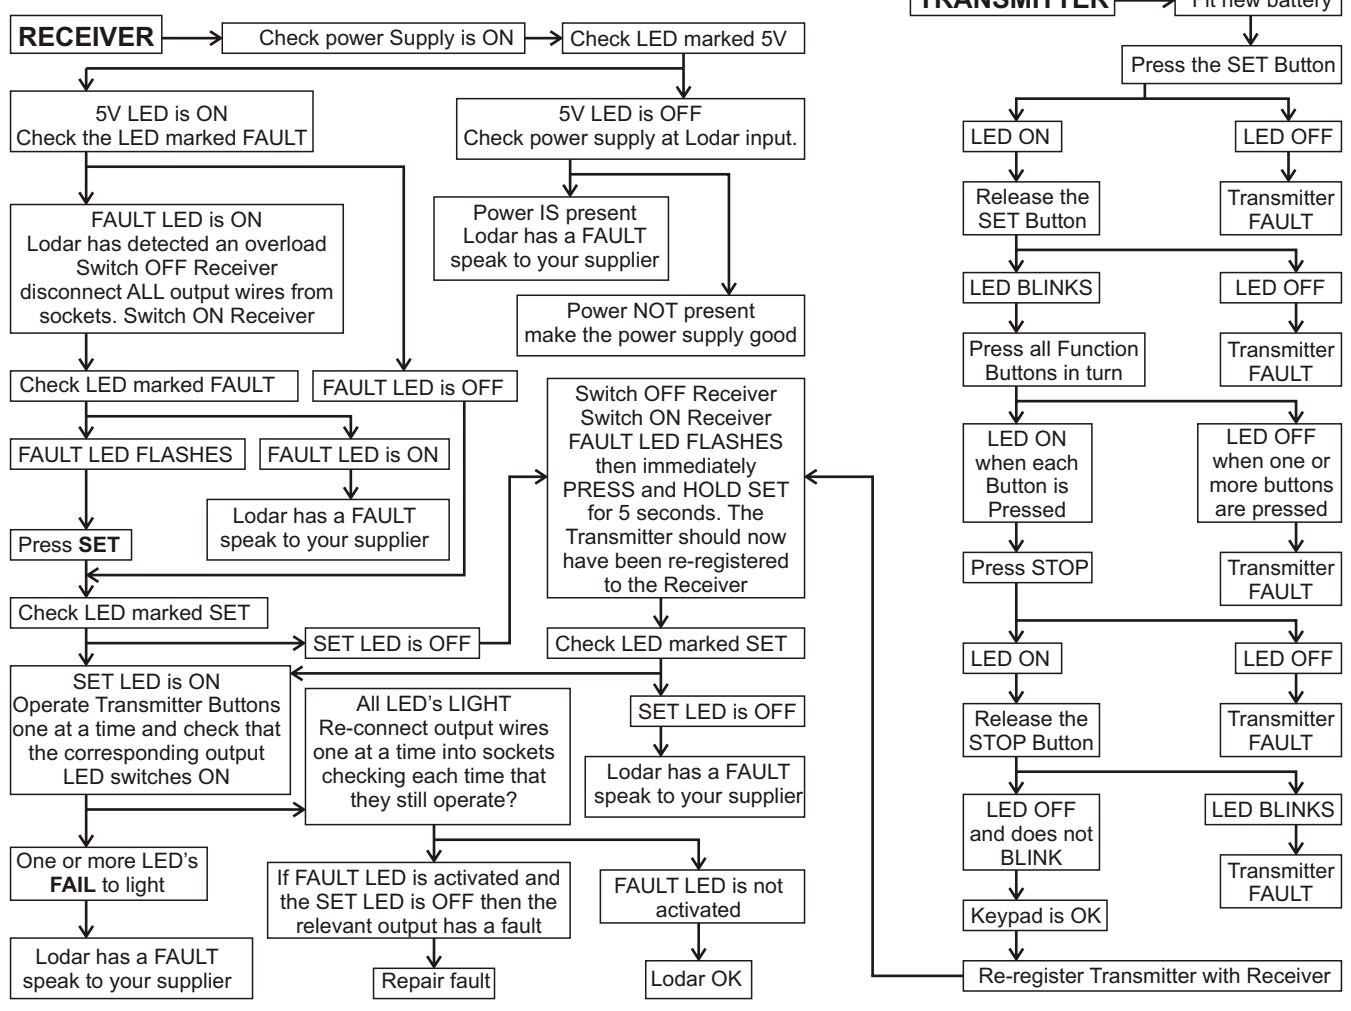 RECEIVER
Check power Supply is ON
Check LED marked 5V
5V LED is ON
Check the LED marked FAULT
5V LED is OFF
Check power supply at Lodar input.
FAULT LED is ON
Lodar has detected an overload
Switch OFF Receiver
disconnect ALL output wires from
sockets. Switch ON Receiver
Power IS present
Lodar has a FAULT
speak to your supplier
Power NOT present
make the power supply good
Check LED marked FAULT
FAULT LED is OFF
FAULT LED FLASHES
FAULT LED is ON
Lodar has a FAULT
speak to your supplier
Press SET
Check LED marked SET
SET LED is OFF
Switch OFF Receiver
Switch ON Receiver
FAULT LED FLASHES
then immediately
PRESS and HOLD SET
for 5 seconds. The
Transmitter should now
have been re-registered
to the Receiver
Check LED marked SET
SET LED is OFF
Lodar has a FAULT
speak to your supplier
SET LED is ON
Operate Transmitter Buttons
one at a time and check that
the corresponding output
LED switches ON
All LED's LIGHT
Re-connect output wires
one at a time into sockets
checking each time that
they still operate?
One or more LED's
FAIL to light
Lodar has a FAULT
speak to your supplier
If FAULT LED is activated and
the SET LED is OFF then the
relevant output has a fault
Repair fault
FAULT LED is not
activated
Lodar OK
TRANSMITTER
Fit new battery
Press the SET Button
LED ON
LED OFF
Release the
SET Button
Transmitter
FAULT
LED BLINKS
LED OFF
Press all Function
Buttons in turn
Transmitter
FAULT
LED ON
when each
Button is
Pressed
LED OFF
when one or
more buttons
are pressed
Press STOP
Transmitter
FAULT
LED ON
LED OFF
Release the
STOP Button
Transmitter
FAULT
LED OFF
and does not
BLINK
LED BLINKS
Transmitter
FAULT
Keypad is OK
Re-register Transmitter with Receiver